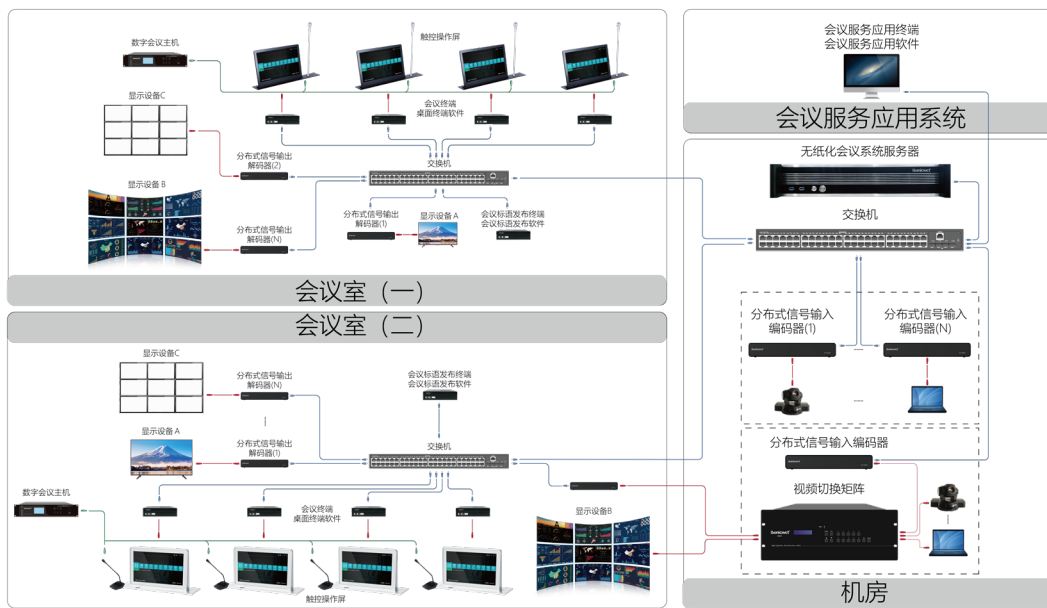 数字会议主机
触控操作屏
显示设备C
会议终端
桌面终端软件
分布式信号输出
解码器(2)
交换机
显示设备 B
分布式信号输出
解码器(N)
分布式信号输出
解码器(1)
显示设备 A
会议标语发布终端
会议标语发布软件
会议室（一）
会议室（二）
显示设备C
分布式信号输出
解码器(N)
会议标语发布终端
会议标语发布软件
显示设备 A
分布式信号输出
解码器(1)
交换机
数字会议主机
会议终端
桌面终端软件
显示设备B
触控操作屏
会议服务应用终端
会议服务应用软件
会议服务应用系统
无纸化会议系统服务器
交换机
分布式信号输入
编码器(1)
分布式信号输入
编码器(N)
分布式信号输入编码器
视频切换矩阵
机房